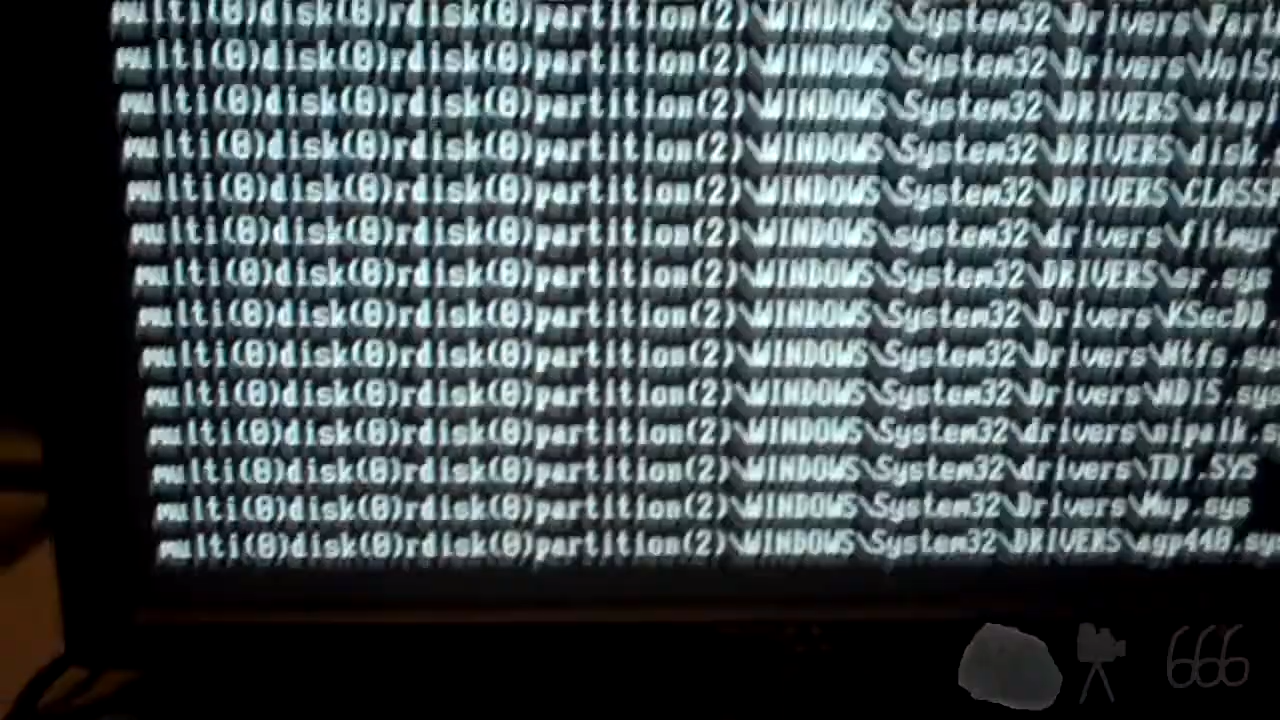 multi(0)disk(0)rdisk(0)partition(2)\WINDOWS\System32\Drivers\Part
multi(0)disk(0)rdisk(0)partition(2)\WINDOWS\System32\Drivers\VolS
multi(0)disk(0)rdisk(0)partition(2)\WINDOWS\System32\DRIVERS\atapi
multi(0)disk(0)rdisk(0)partition(2)\WINDOWS\System32\DRIVERS\disk.
multi(0)disk(0)rdisk(0)partition(2)\WINDOWS\System32\DRIVERS\CLASSP
multi(0)disk(0)rdisk(0)partition(2)\WINDOWS\system32\drivers\fltmgr
multi(0)disk(0)rdisk(0)partition(2)\WINDOWS\System32\DRIVERS\sr.sys
multi(0)disk(0)rdisk(0)partition(2)\WINDOWS\System32\Drivers\KSecDD.
multi(0)disk(0)rdisk(0)partition(2)\WINDOWS\System32\Drivers\Ntfs.sy
multi(0)disk(0)rdisk(0)partition(2)\WINDOWS\System32\Drivers\NDIS.sys
multi(0)disk(0)rdisk(0)partition(2)\WINDOWS\System32\drivers\nipalk.s
multi(0)disk(0)rdisk(0)partition(2)\WINDOWS\System32\drivers\TDI.SYS
multi(0)disk(0)rdisk(0)partition(2)\WINDOWS\System32\Drivers\Mup.sys
multi(0)disk(0)rdisk(0)partition(2)\WINDOWS\System32\DRIVERS\agp440.sy
666